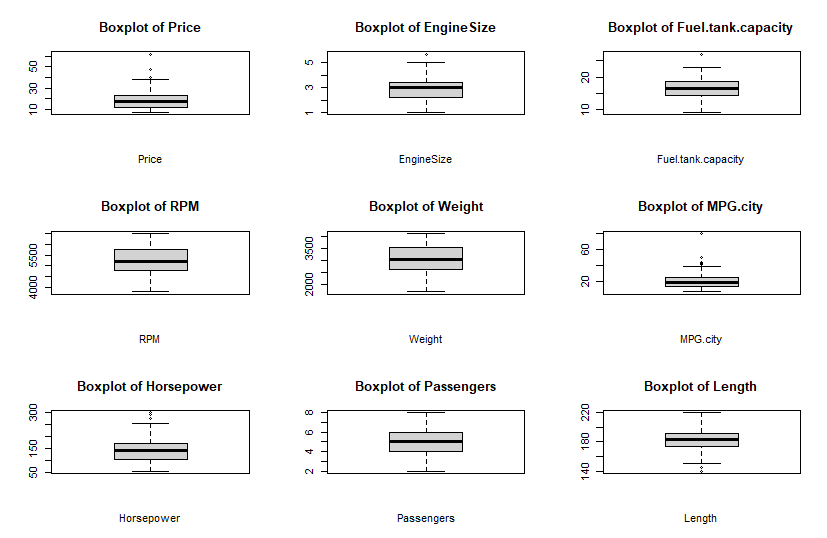 Boxplot of Price
Boxplot of EngineSize
Boxplot of Fuel.tank.capacity
10 30 50
1 3 5
10 20
Price
EngineSize
Fuel.tank.capacity
Boxplot of RPM
Boxplot of Weight
Boxplot of MPG.city
4000 5500
2000 3500
20 60
RPM
Weight
MPG.city
Boxplot of Horsepower
Boxplot of Passengers
Boxplot of Length
50 150 300
2 4 6 8
140 180 220
Horsepower
Passengers
Length